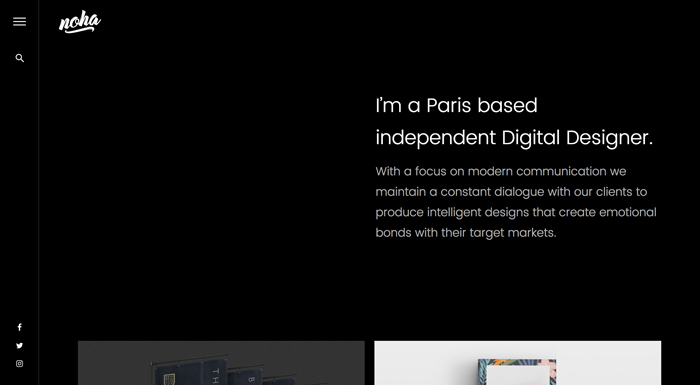 noha
I'm a Paris based
independent Digital Designer.
With a focus on modern communication we
maintain a constant dialogue with our clients to
produce intelligent designs that create emotional
bonds with their target markets.